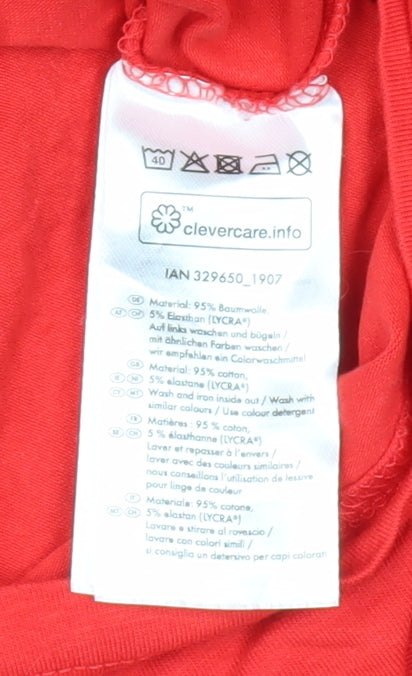 40
™
clevercare.info
IAN 329650_1907
DE Material: 95% Baumwolle,
AT CH 5% Elasthan (LYCRA®)
Auf links waschen und bügeln /
mit ähnlichen Farben waschen /
wir empfehlen ein Colorwaschmittel
GB Material: 95% cotton,
IE NI 5% elastane (LYCRA®)
CY MT Wash and iron inside out / Wash with
similar colours / Use colour detergent
FR Matières: 95 % coton,
BE CH 5 % élasthanne (LYCRA®)
Laver et repasser à l'envers /
laver avec des couleurs similaires /
nous conseillons l'utilisation de lessive
pour linge de couleur
IT Materiale: 95% cotone,
MT CH 5% elastan (LYCRA®)
Lavare e stirare al rovescio /
lavare con colori simili /
si consiglia un detersivo per capi colorati